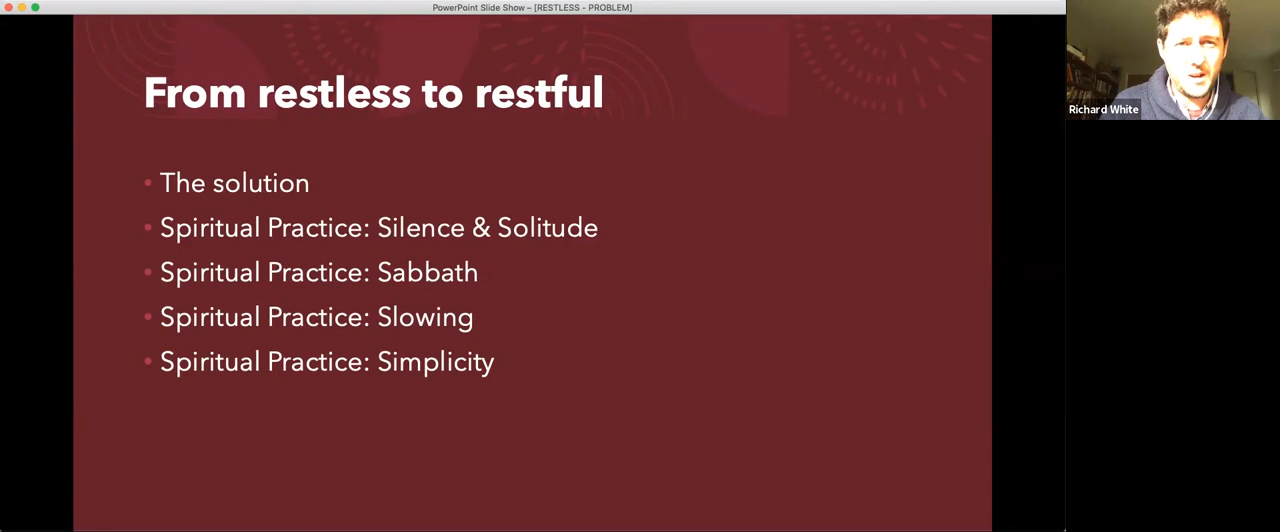 PowerPoint Slide Show – [RESTLESS - PROBLEM]
From restless to restful
• The solution
• Spiritual Practice: Silence & Solitude
• Spiritual Practice: Sabbath
• Spiritual Practice: Slowing
• Spiritual Practice: Simplicity
Richard White